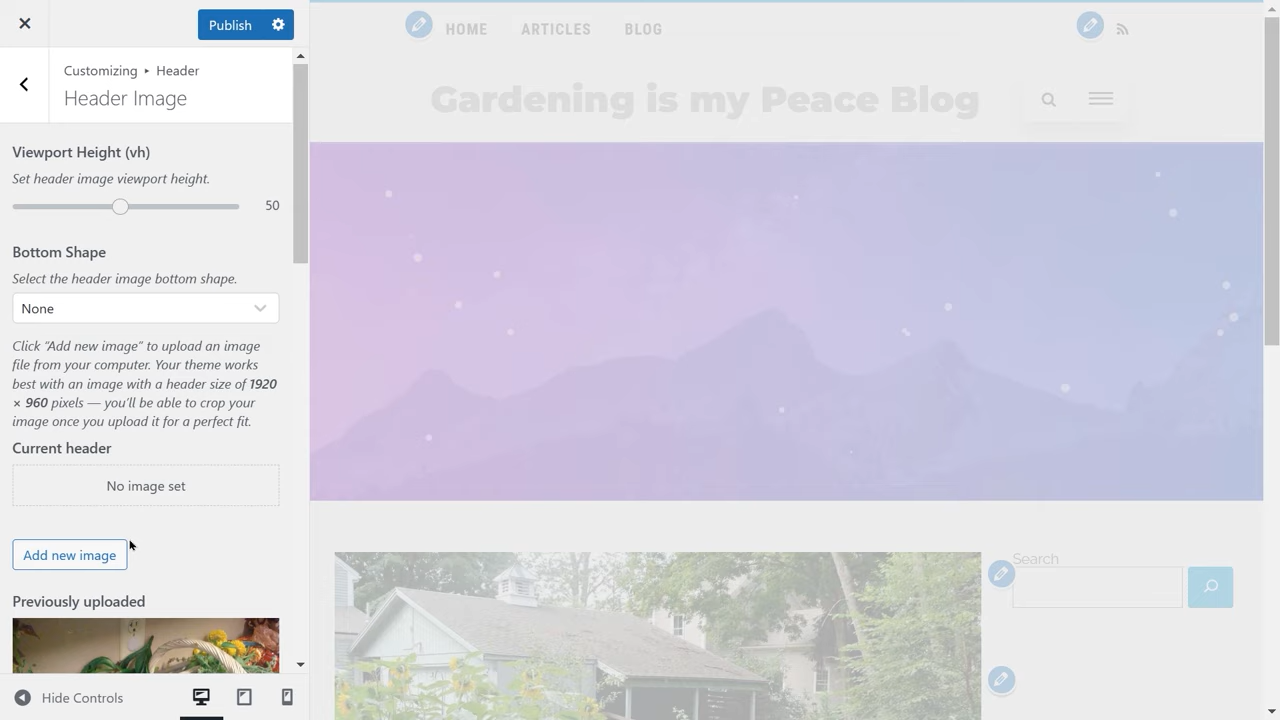 Publish
Customizing ▸ Header
Header Image
Viewport Height (vh)
Set header image viewport height.
50
Bottom Shape
Select the header image bottom shape.
None
Click “Add new image” to upload an image
file from your computer. Your theme works
best with an image with a header size of 1920
× 960 pixels — you’ll be able to crop your
image once you upload it for a perfect fit.
Current header
No image set
Add new image
Previously uploaded
Hide Controls
HOME ARTICLES BLOG
Gardening is my Peace Blog
Search